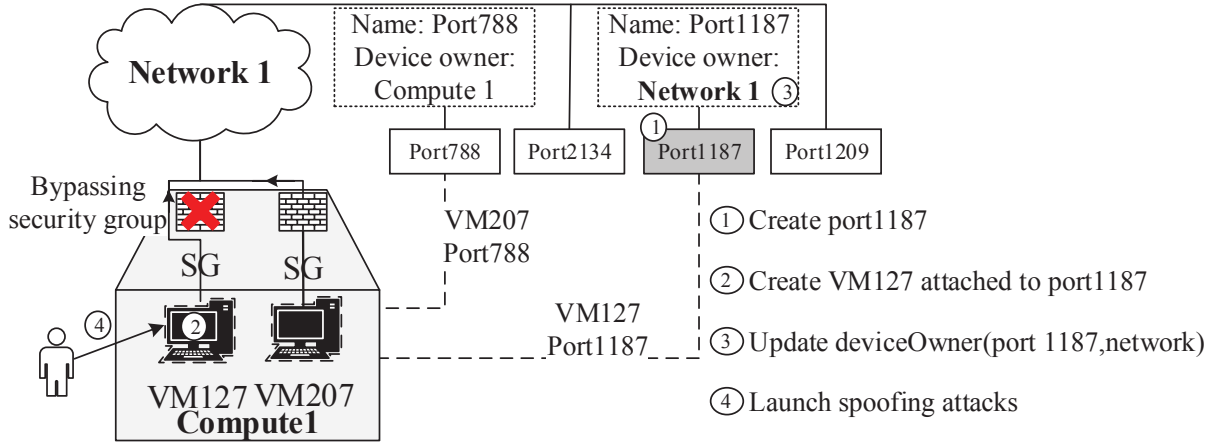 Network 1
Name: Port788
Device owner:
Compute 1
Name: Port1187
Device owner:
Network 1 ③
①
Port788
Port2134
Port1187
Port1209
Bypassing
security group
SG
SG
VM207
Port788
VM127
Port1187
④
②
VM127 VM207
Compute1
① Create port1187
② Create VM127 attached to port1187
③ Update deviceOwner(port 1187,network)
④ Launch spoofing attacks